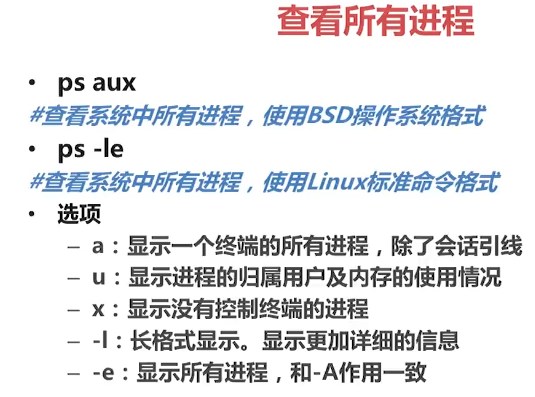 查看所有进程
• ps aux
#查看系统中所有进程，使用BSD操作系统格式
• ps -le
#查看系统中所有进程，使用Linux标准命令格式
• 选项
– a：显示一个终端的所有进程，除了会话引线
– u：显示进程的归属用户及内存的使用情况
– x：显示没有控制终端的进程
– -l：长格式显示。显示更加详细的信息
– -e：显示所有进程，和-A作用一致